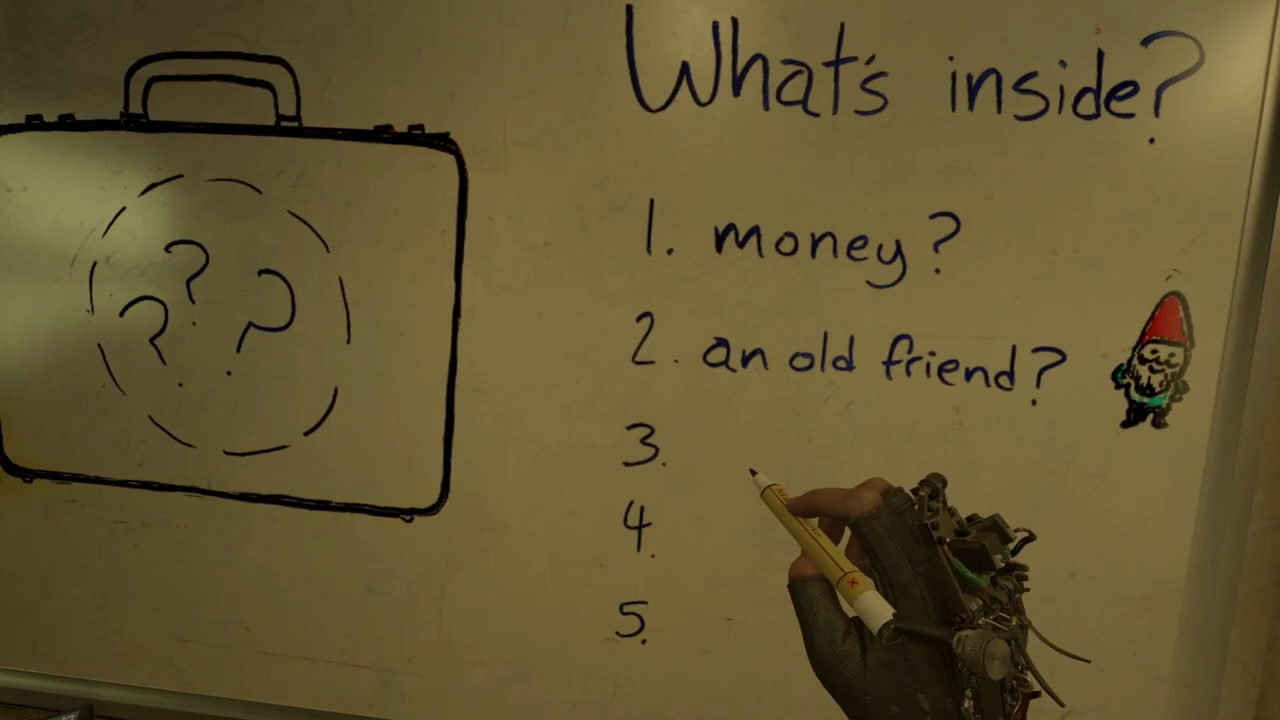 What's inside?
1. money?
2. an old friend?
3.
4.
5.
? ? ?